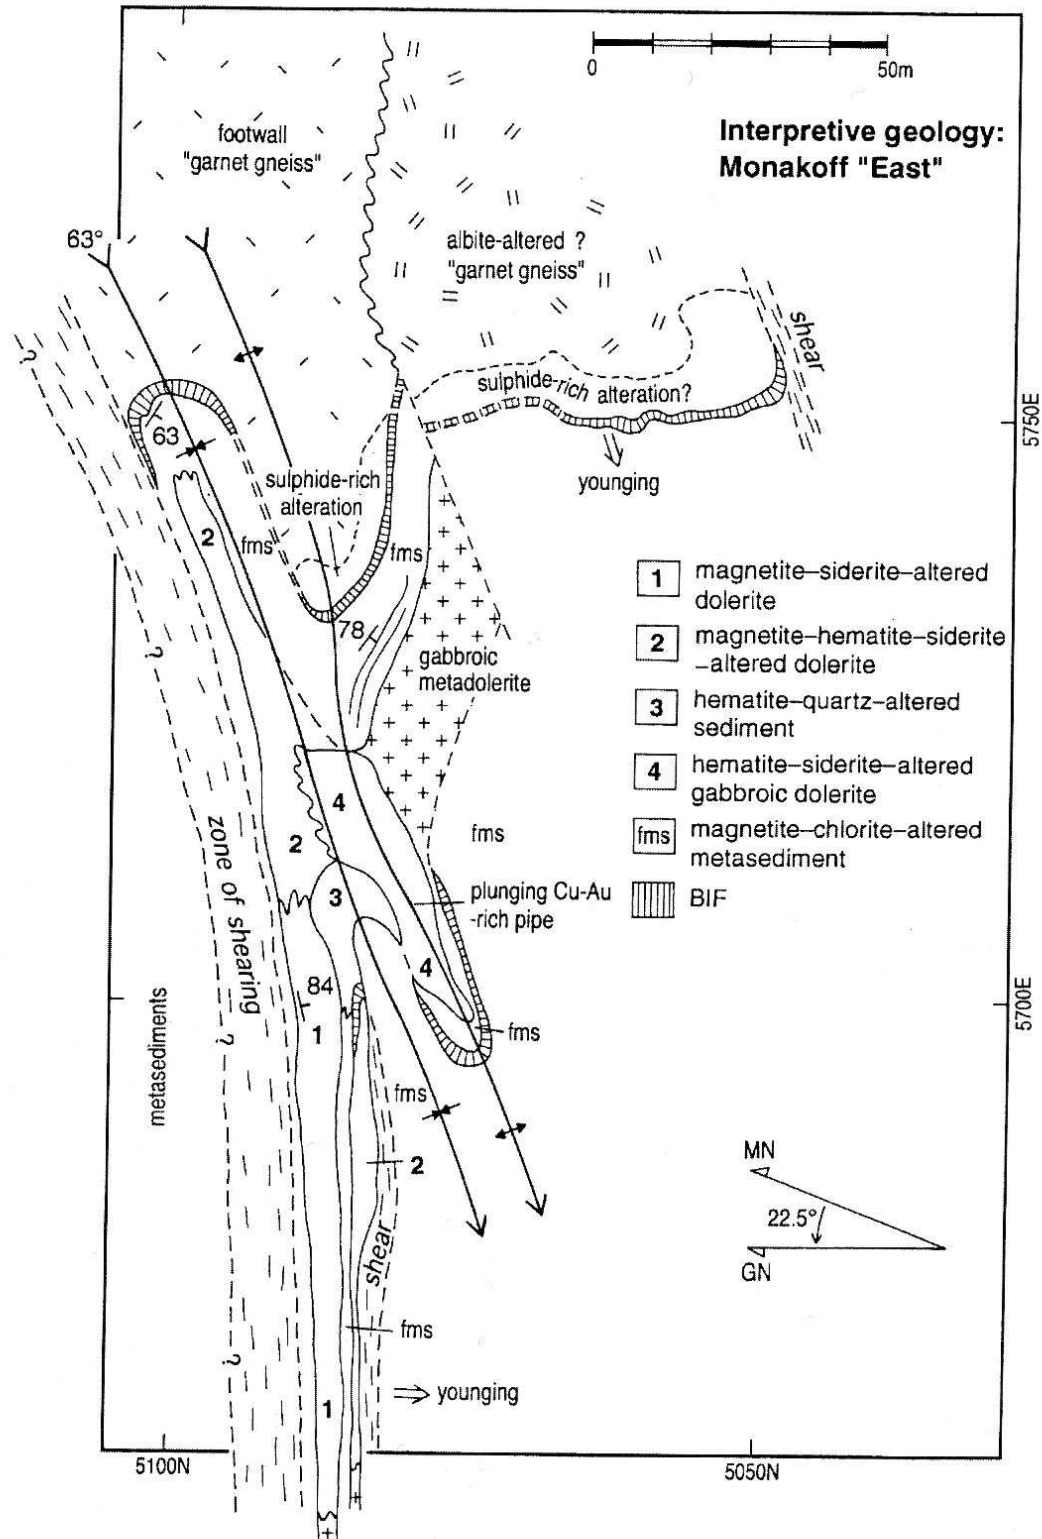 0
50m
footwall
"garnet gneiss"
Interpretive geology:
Monakoff "East"
63°
albite-altered ?
"garnet gneiss"
shear
?
sulphide-rich alteration?
5750E
63
younging
sulphide-rich
alteration
2
fms
fms
1
magnetite–siderite–altered
dolerite
78
2
magnetite–hematite–siderite
–altered dolerite
?
gabbroic
metadolerite
3
hematite–quartz–altered
sediment
4
hematite–siderite–altered
gabbroic dolerite
4
zone of shearing
2
fms
fms
magnetite–chlorite–altered
metasediment
3
plunging Cu-Au
-rich pipe
BIF
4
84
1
fms
5700E
metasediments
?
fms
2
MN
22.5°
GN
shear
fms
?
younging
1
5100N
5050N